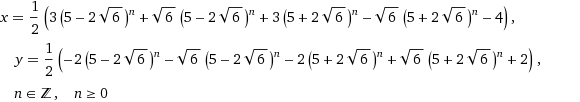 x = 1/2 (3 (5 − 2 √6)^n + √6 (5 − 2 √6)^n + 3 (5 + 2 √6)^n − √6 (5 + 2 √6)^n − 4),
y = 1/2 (−2 (5 − 2 √6)^n − √6 (5 − 2 √6)^n − 2 (5 + 2 √6)^n + √6 (5 + 2 √6)^n + 2),
n ∈ ℤ, n ≥ 0